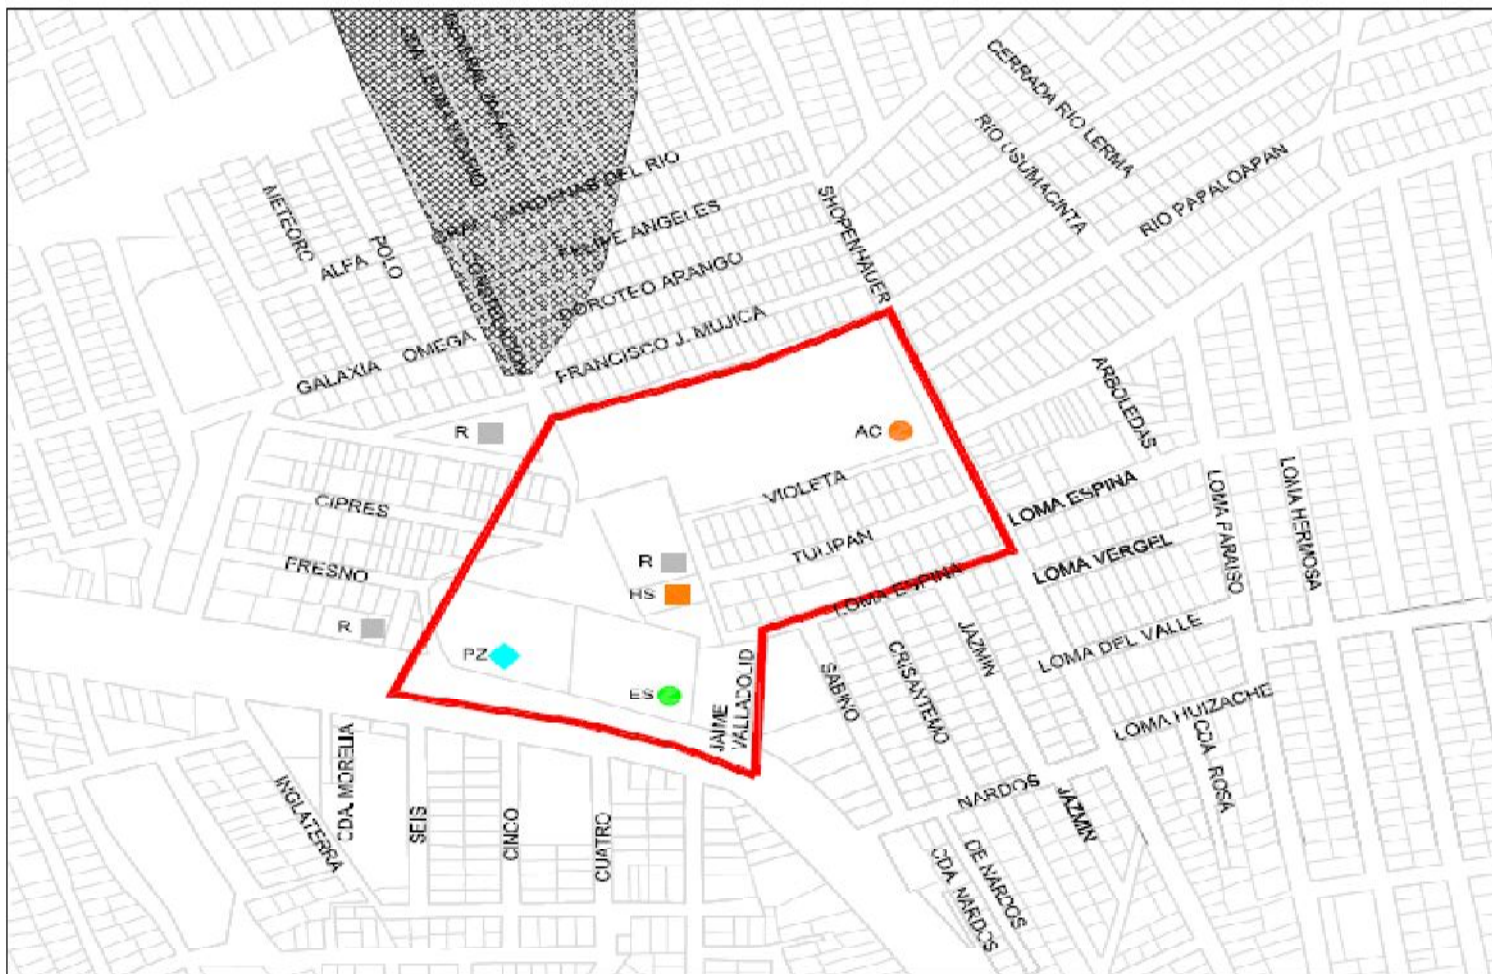 CERRADA RIO LERMA
RIO USUMACINTA
RIO PAPALOAPAN
SHOPENHAUER
CARDENAS DEL RIO
FELIPE ANGELES
DOROTEO ARANGO
FRANCISCO J. MUJICA
METEORO
POLO
ALFA
OMEGA
GALAXIA
CONSTITUCION
ARBOLEDAS
R
AC
CIPRES
VIOLETA
LOMA ESPINA
LOMA PARAISO
LOMA HERMOSA
FRESNO
R
TULIPAN
LOMA VERGEL
HS
LOMA ESPINA
R
PZ
ES
JAIME
VALLADOLID
SABINO
CRISANTEMO
JAZMIN
LOMA DEL VALLE
LOMA HUIZACHE
CDA. ROSA
INGLATERRA
CDA. MORELIA
SEIS
CINCO
CUATRO
NARDOS
JAZMIN
DE NARDOS
CDA. NARDOS